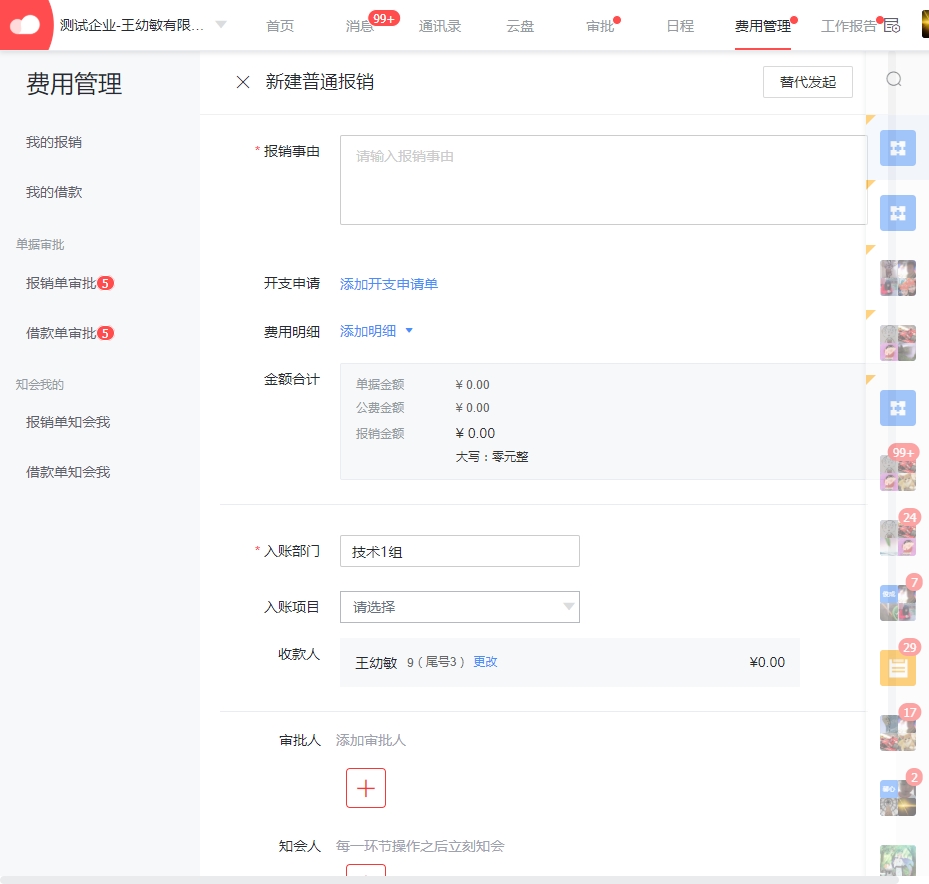 测试企业-王幼敏有限...
首页
消息
99+
通讯录
云盘
审批
日程
费用管理
工作报告
费用管理
新建普通报销
替代发起
我的报销
我的借款
单据审批
报销单审批 5
借款单审批 5
知会我的
报销单知会我
借款单知会我
* 报销事由
请输入报销事由
开支申请 添加开支申请单
费用明细 添加明细
金额合计
单据金额 ¥ 0.00
公费金额 ¥ 0.00
报销金额 ¥ 0.00
大写：零元整
* 入账部门 技术1组
入账项目 请选择
收款人 王幼敏 9（尾号3） 更改 ¥0.00
审批人 添加审批人
知会人 每一环节操作之后立刻知会
99+
24
7
29
17
2